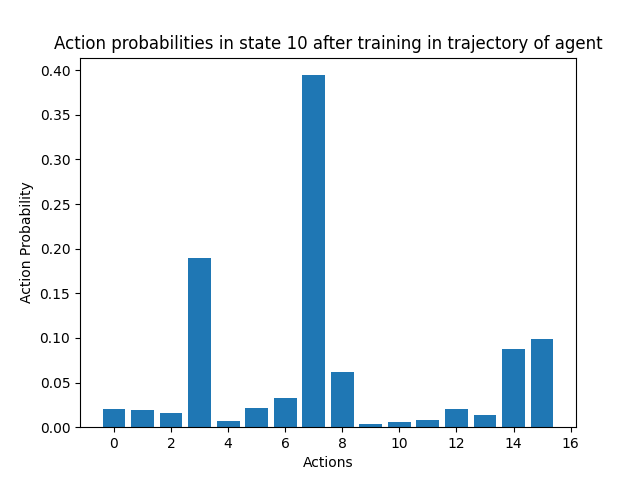 Action probabilities in state 10 after training in trajectory of agent
0.40
0.35
0.30
0.25
0.20
0.15
0.10
0.05
0.00
Action Probability
0 2 4 6 8 10 12 14 16
Actions